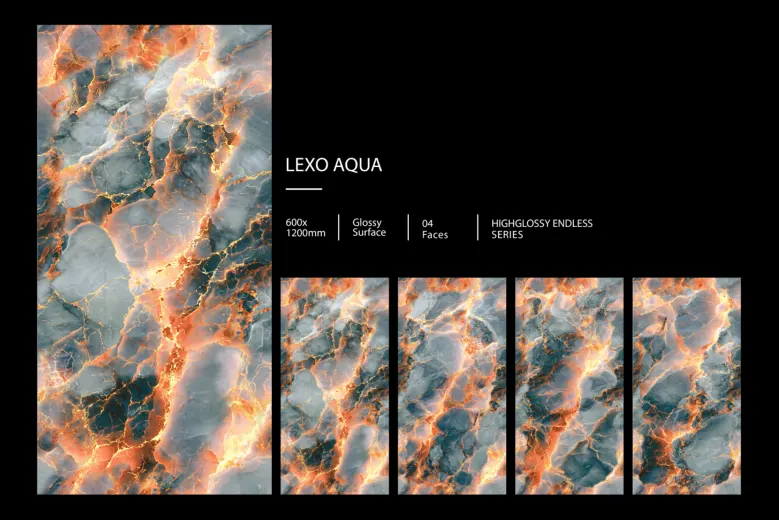 LEXO AQUA
600x
1200mm
Glossy
Surface
04
Faces
HIGHGLOSSY ENDLESS
SERIES